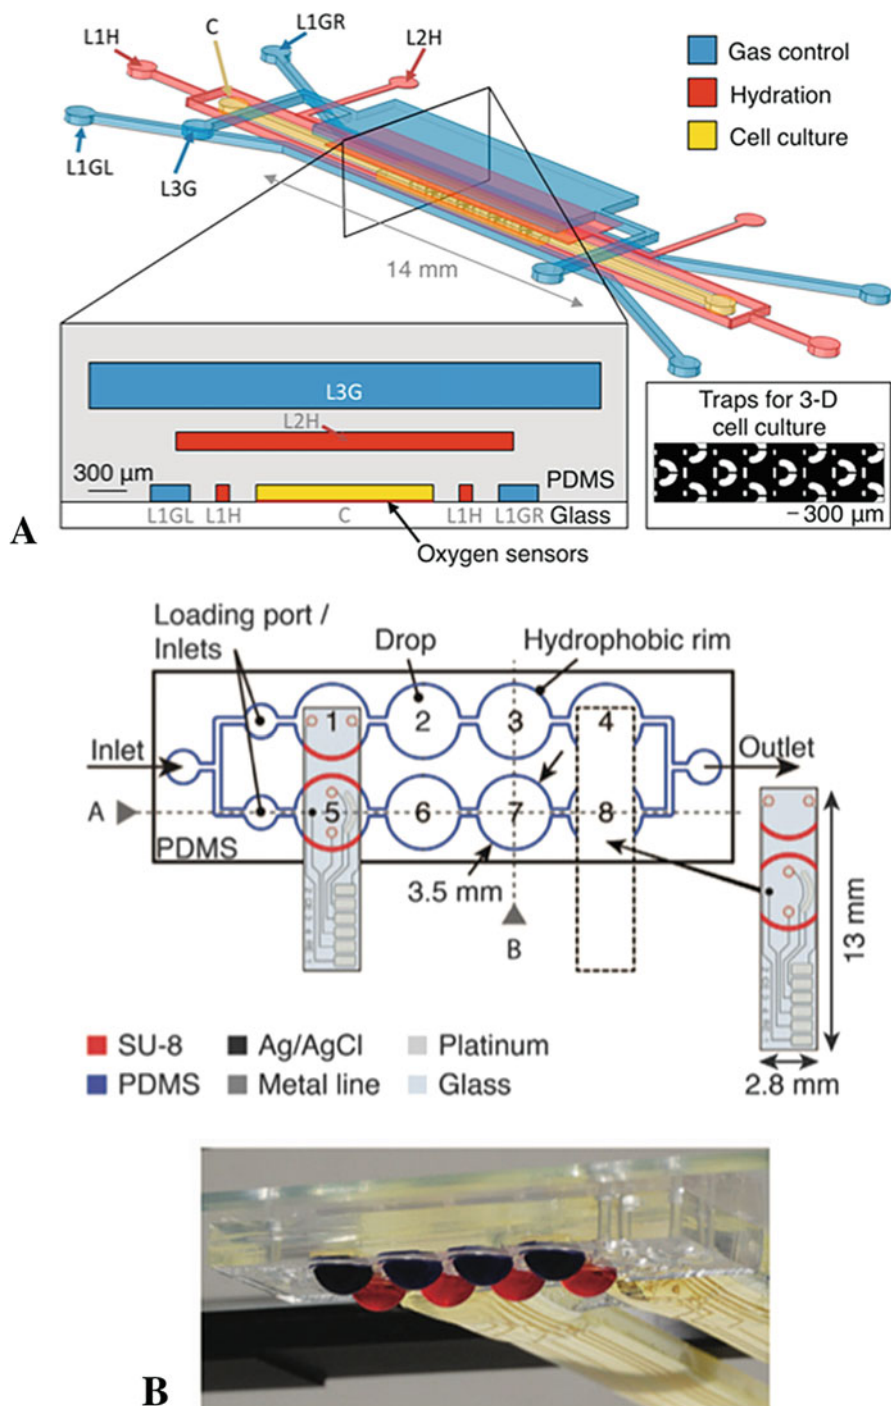 L1GR
L1H
C
L2H
Gas control
Hydration
Cell culture
L1GL
L3G
14 mm
L3G
L2H
300 µm
PDMS
L1GL
L1H
C
L1H
L1GR
Glass
Oxygen sensors
Traps for 3-D
cell culture
300 µm
A
Loading port /
Inlets
Drop
Hydrophobic rim
1
2
3
4
Inlet
Outlet
A
5
6
7
8
PDMS
3.5 mm
B
13 mm
2.8 mm
SU-8
Ag/AgCl
Platinum
PDMS
Metal line
Glass
B